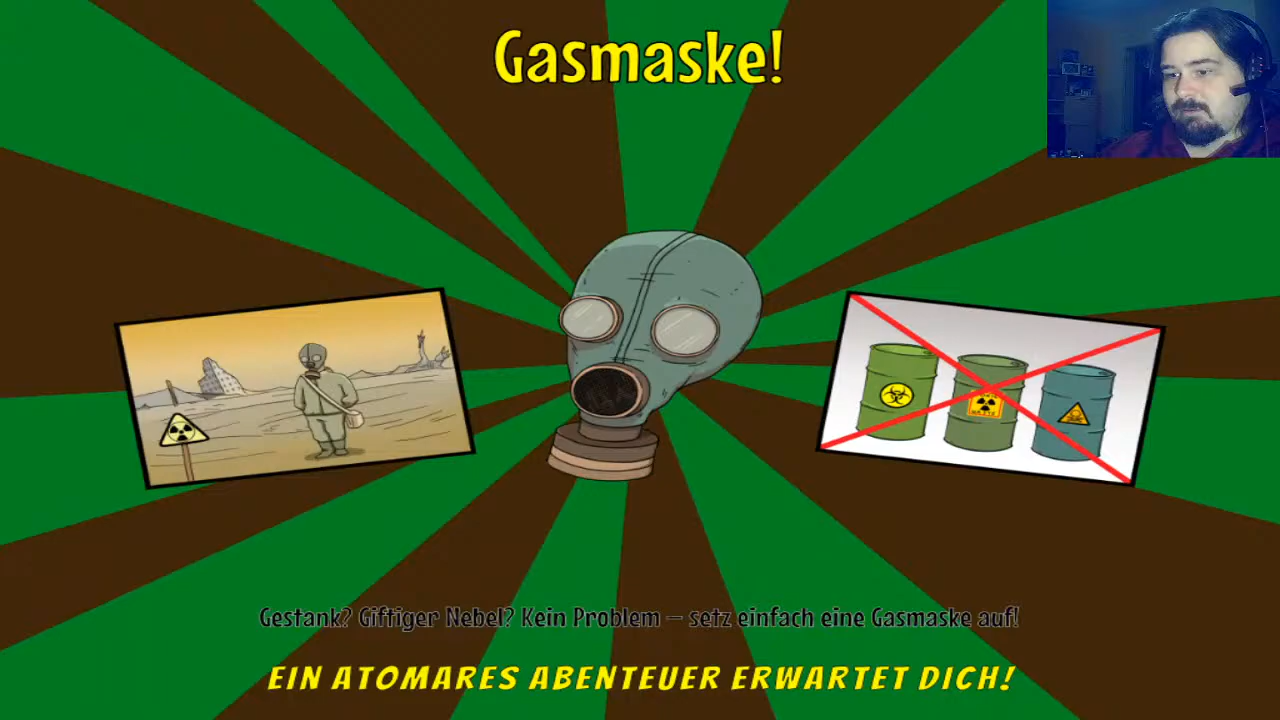 Gasmaske!
Gestank? Giftiger Nebel? Kein Problem – setz einfach eine Gasmaske auf!
EIN ATOMARES ABENTEUER ERWARTET DICH!